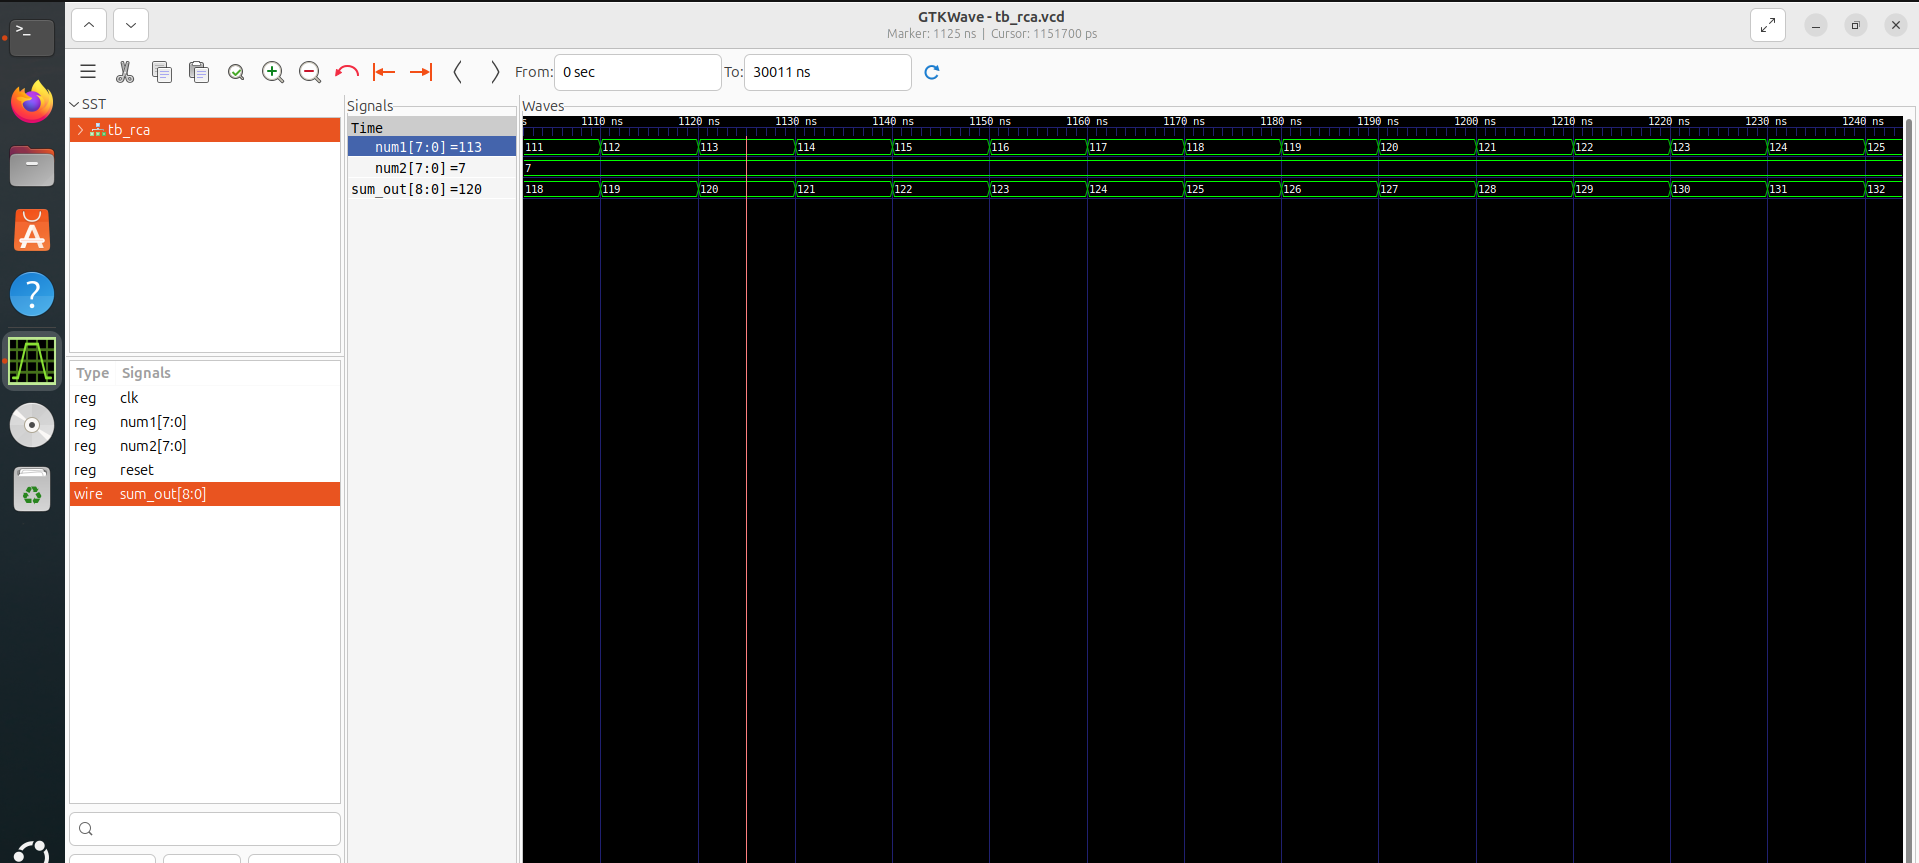 GTKWave - tb_rca.vcd
Marker: 1125 ns | Cursor: 1151700 ps
From: 0 sec To: 30011 ns
SST
tb_rca
Type Signals
reg clk
reg num1[7:0]
reg num2[7:0]
reg reset
wire sum_out[8:0]
Signals
Time
num1[7:0] =113
num2[7:0] =7
sum_out[8:0] =120
Waves
s 1110 ns 1120 ns 1130 ns 1140 ns 1150 ns 1160 ns 1170 ns 1180 ns 1190 ns 1200 ns 1210 ns 1220 ns 1230 ns 1240 ns
111 112 113 114 115 116 117 118 119 120 121 122 123 124 125
7
118 119 120 121 122 123 124 125 126 127 128 129 130 131 132